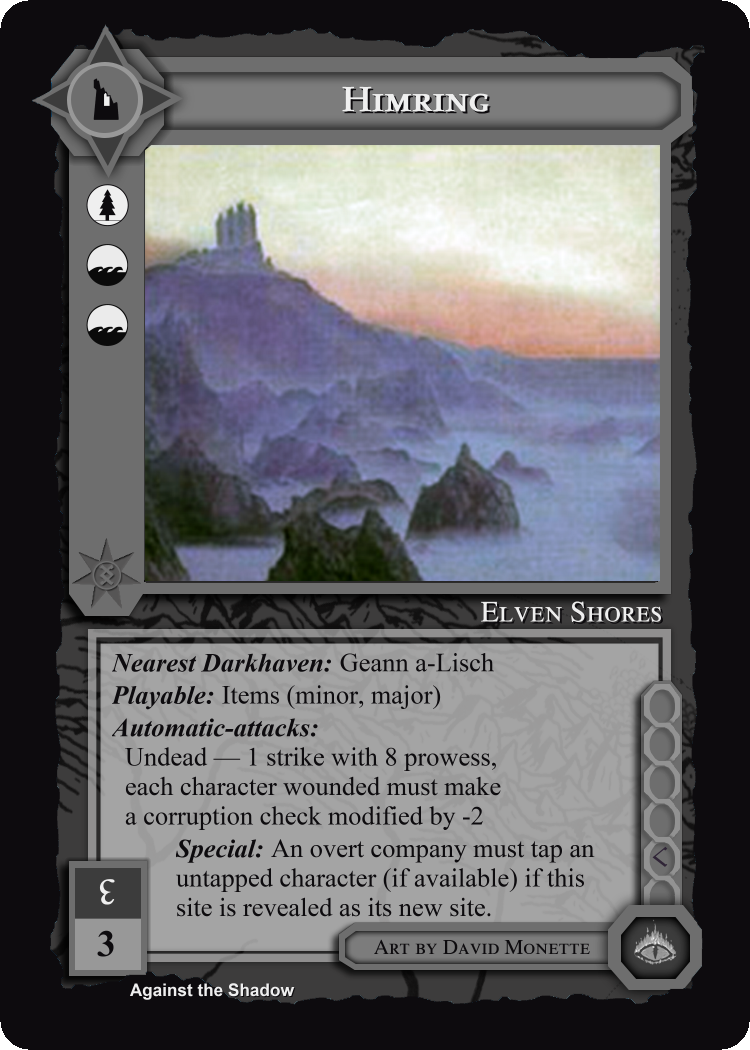 Himring
Elven Shores
Nearest Darkhaven: Geann a-Lisch
Playable: Items (minor, major)
Automatic-attacks:
Undead — 1 strike with 8 prowess,
each character wounded must make
a corruption check modified by -2
Special: An overt company must tap an
untapped character (if available) if this
site is revealed as its new site.
3
Art by David Monette
Against the Shadow